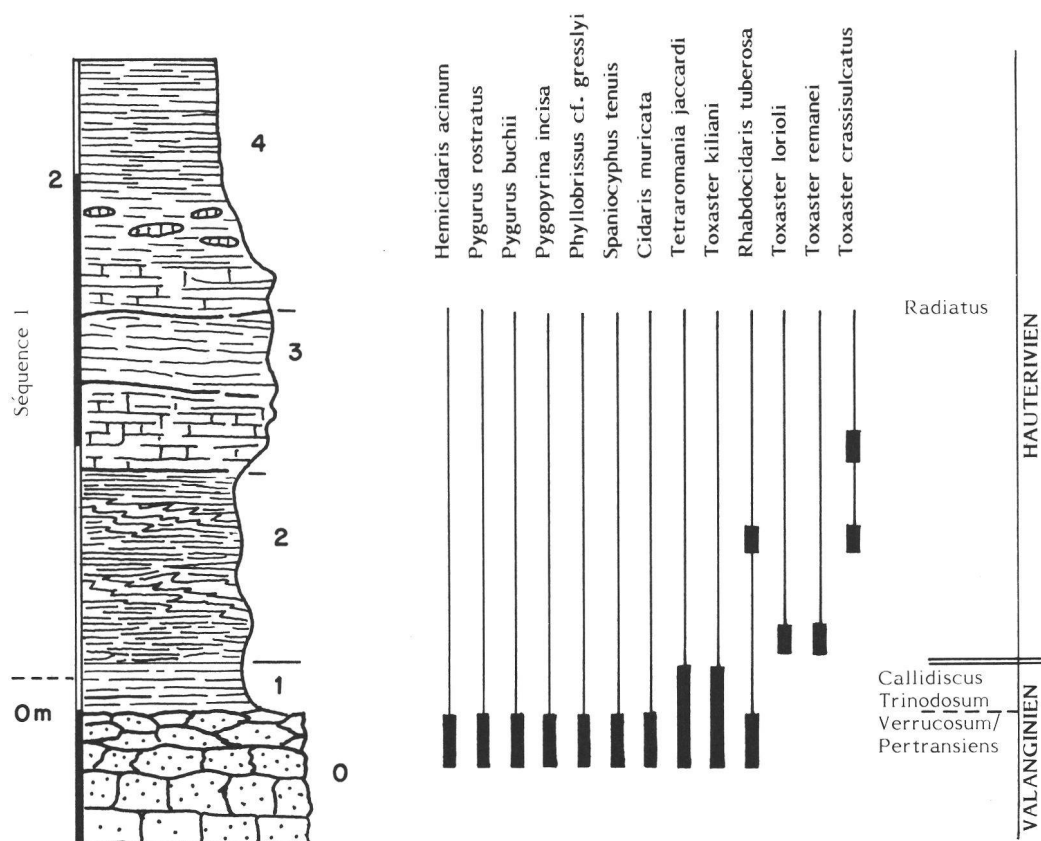 Hemicidaris acinum
Pygurus rostratus
Pygurus buchii
Pygopyrina incisa
Phyllobrissus cf. gresslyi
Spaniocyphus tenuis
Cidaris muricata
Tetraromania jaccardi
Toxaster kiliani
Rhabdocidaris tuberosa
Toxaster lorioli
Toxaster remanei
Toxaster crassisulcatus
4
2
Séquence 1
3
2
1
0 m
0
Radiatus
HAUTERIVIEN
Callidiscus
Trinodosum
Verrucosum/
Pertransiens
VALANGINIEN